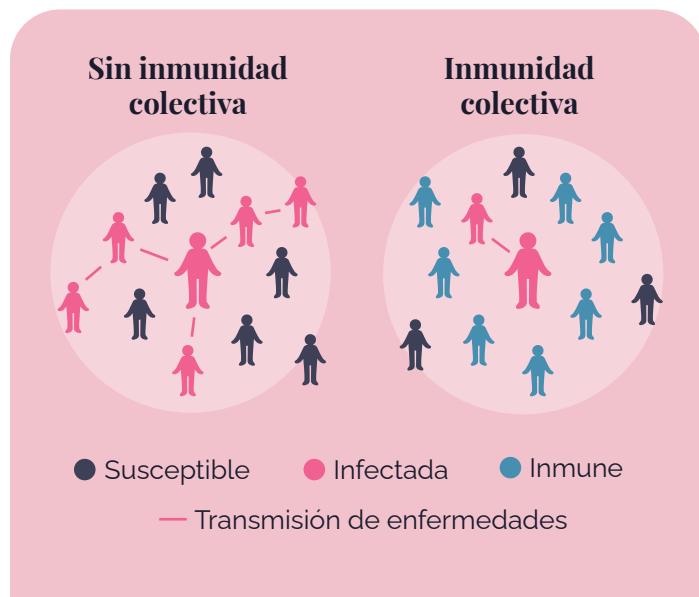 Sin inmunidad
colectiva
Inmunidad
colectiva
Susceptible
Infectada
Inmune
Transmisión de enfermedades